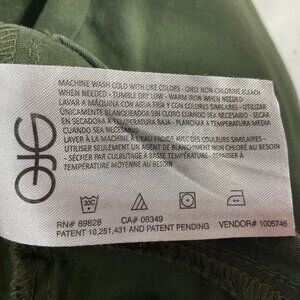 MACHINE WASH COLD WITH LIKE COLORS - ONLY NON-CHLORINE BLEACH
WHEN NEEDED - TUMBLE DRY LOW - WARM IRON WHEN NEEDED
LAVAR A MÁQUINA CON AGUA FRÍA Y CON COLORES SIMILARES - UTILIZAR
ÚNICAMENTE BLANQUEADOR SIN CLORO CUANDO SEA NECESARIO - SECAR
EN SECADORA A TEMPERATURA BAJA - PLANCHAR A TEMPERATURA MEDIA
CUANDO SEA NECESARIO
LAVER À LA MACHINE À L'EAU FROIDE AVEC COULEURS SIMILAIRES -
UTILISER SEULEMENT UN AGENT DE BLANCHIMENT NON CHLORÉ AU BESOIN
- SÉCHER PAR CULBUTAGE À BASSE TEMPÉRATURE - REPASSER À
TEMPÉRATURE MOYENNE AU BESOIN
30C
RN# 89828 CA# 09349 VENDOR# 1005746
PATENT 10,251,431 AND PATENT PENDING